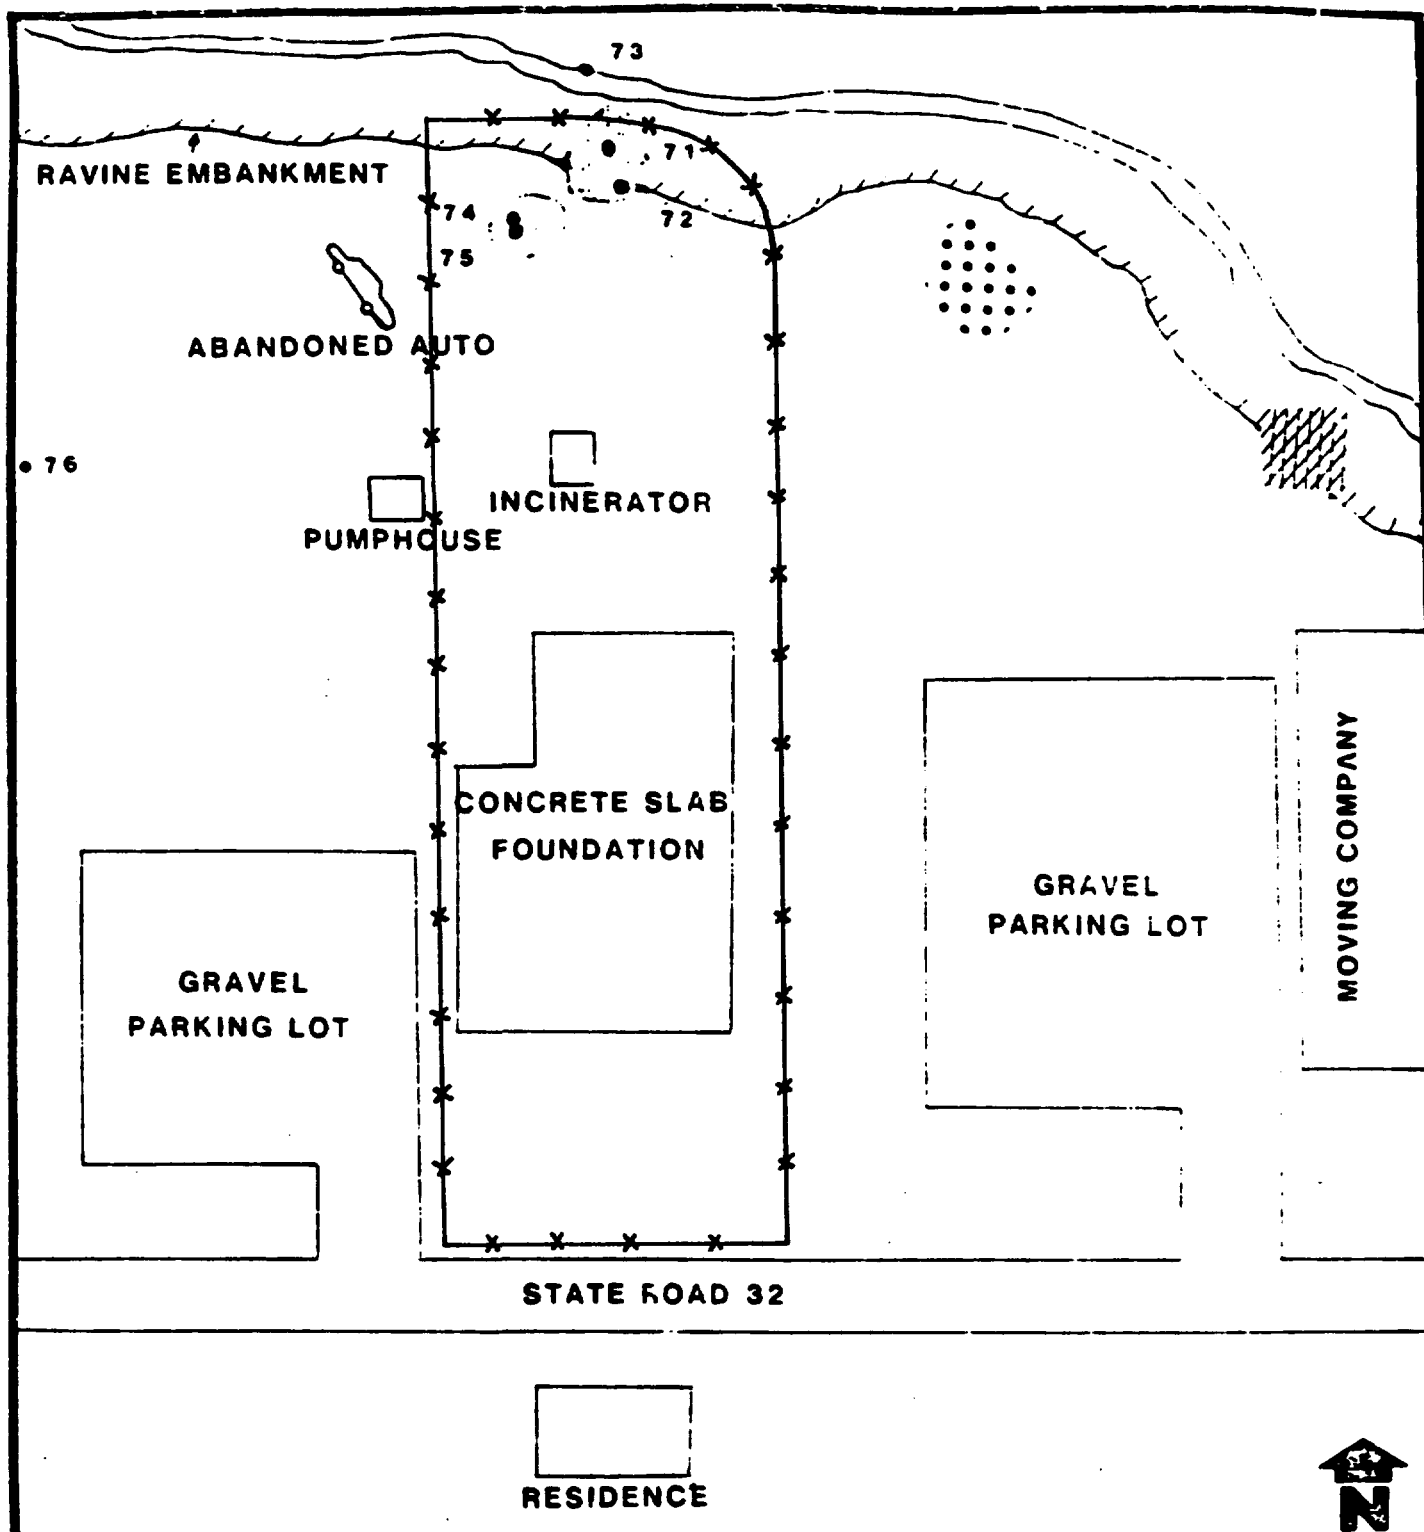 73
71
RAVINE EMBANKMENT
74
72
75
ABANDONED AUTO
76
INCINERATOR
PUMPHOUSE
CONCRETE SLAB
FOUNDATION
GRAVEL
PARKING LOT
MOVING COMPANY
GRAVEL
PARKING LOT
STATE ROAD 32
RESIDENCE
N